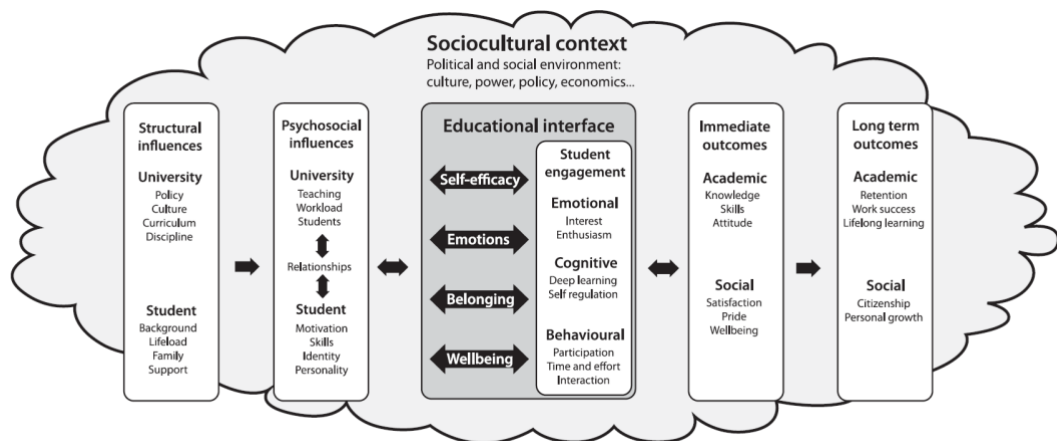 Sociocultural context
Political and social environment:
culture, power, policy, economics...
Structural
influences
University
Policy
Culture
Curriculum
Discipline
Student
Background
Lifeload
Family
Support
Psychosocial
influences
University
Teaching
Workload
Students
Relationships
Student
Motivation
Skills
Identity
Personality
Educational interface
Self-efficacy
Emotions
Belonging
Wellbeing
Student
engagement
Emotional
Interest
Enthusiasm
Cognitive
Deep learning
Self regulation
Behavioural
Participation
Time and effort
Interaction
Immediate
outcomes
Academic
Knowledge
Skills
Attitude
Social
Satisfaction
Pride
Wellbeing
Long term
outcomes
Academic
Retention
Work success
Lifelong learning
Social
Citizenship
Personal growth